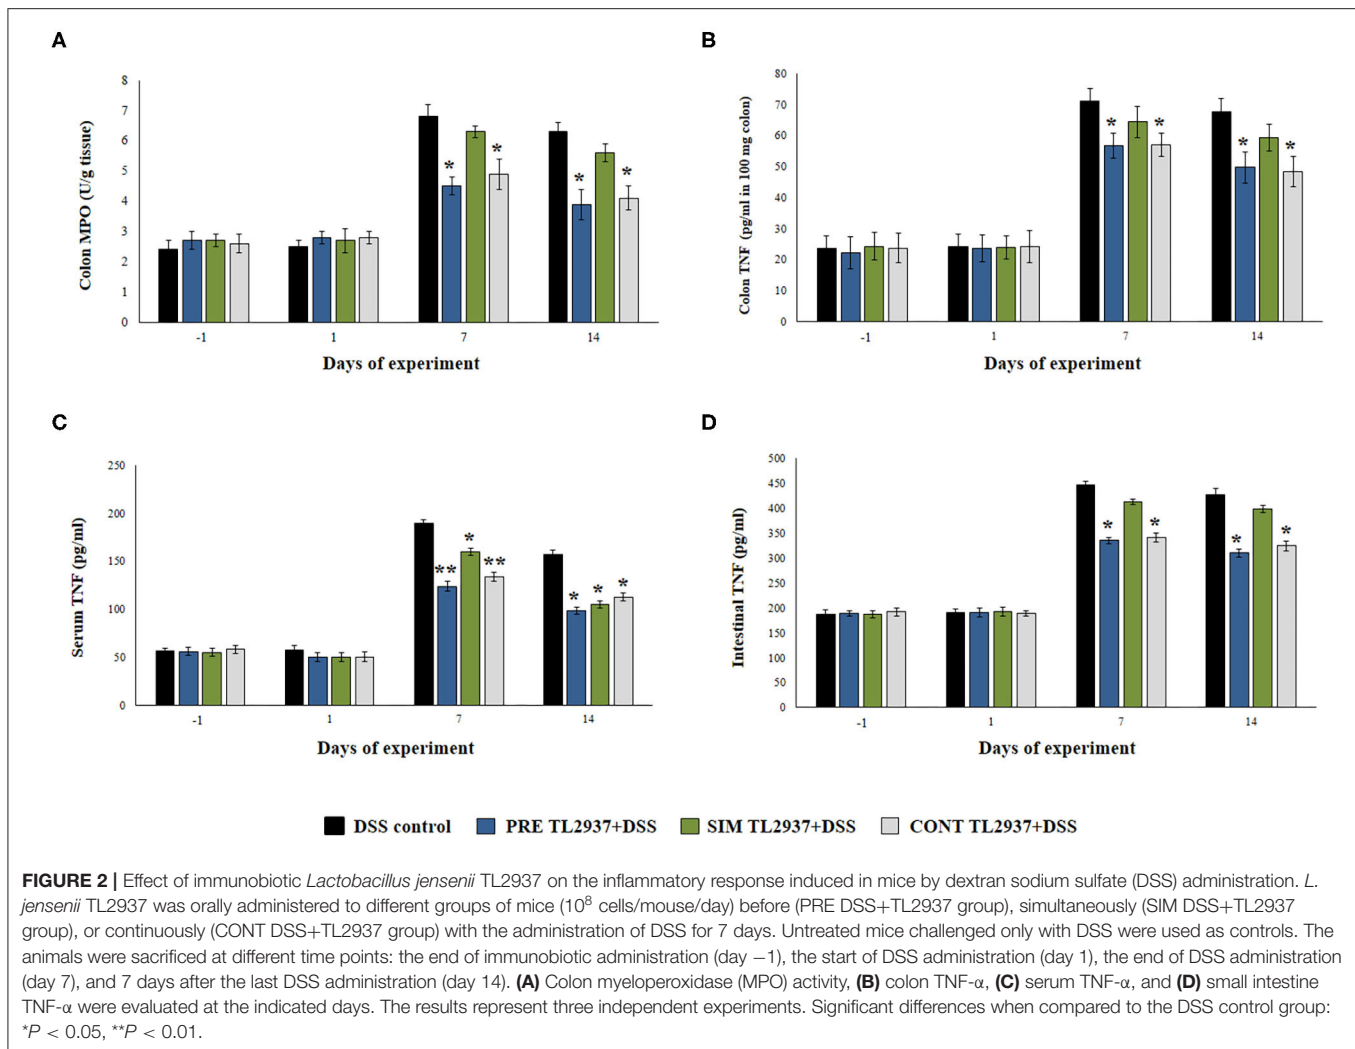 A
Colon MPO (U/g tissue)
8
7
6
5
4
3
2
1
0
* * * *
-1 1 7 14
Days of experiment
B
Colon TNF (pg/ml in 100 mg colon)
80
70
60
50
40
30
20
10
0
* * * *
-1 1 7 14
Days of experiment
C
Serum TNF (pg/ml)
250
200
150
100
50
0
** * ** * * *
-1 1 7 14
Days of experiment
D
Intestinal TNF (pg/ml)
500
450
400
350
300
250
200
150
100
50
0
* * * *
-1 1 7 14
Days of experiment
DSS control PRE TL2937+DSS SIM TL2937+DSS CONT TL2937+DSS
FIGURE 2 | Effect of immunobiotic Lactobacillus jensenii TL2937 on the inflammatory response induced in mice by dextran sodium sulfate (DSS) administration. L.
jensenii TL2937 was orally administered to different groups of mice (10⁸ cells/mouse/day) before (PRE DSS+TL2937 group), simultaneously (SIM DSS+TL2937
group), or continuously (CONT DSS+TL2937 group) with the administration of DSS for 7 days. Untreated mice challenged only with DSS were used as controls. The
animals were sacrificed at different time points: the end of immunobiotic administration (day −1), the start of DSS administration (day 1), the end of DSS administration
(day 7), and 7 days after the last DSS administration (day 14). (A) Colon myeloperoxidase (MPO) activity, (B) colon TNF-α, (C) serum TNF-α, and (D) small intestine
TNF-α were evaluated at the indicated days. The results represent three independent experiments. Significant differences when compared to the DSS control group:
*P < 0.05, **P < 0.01.